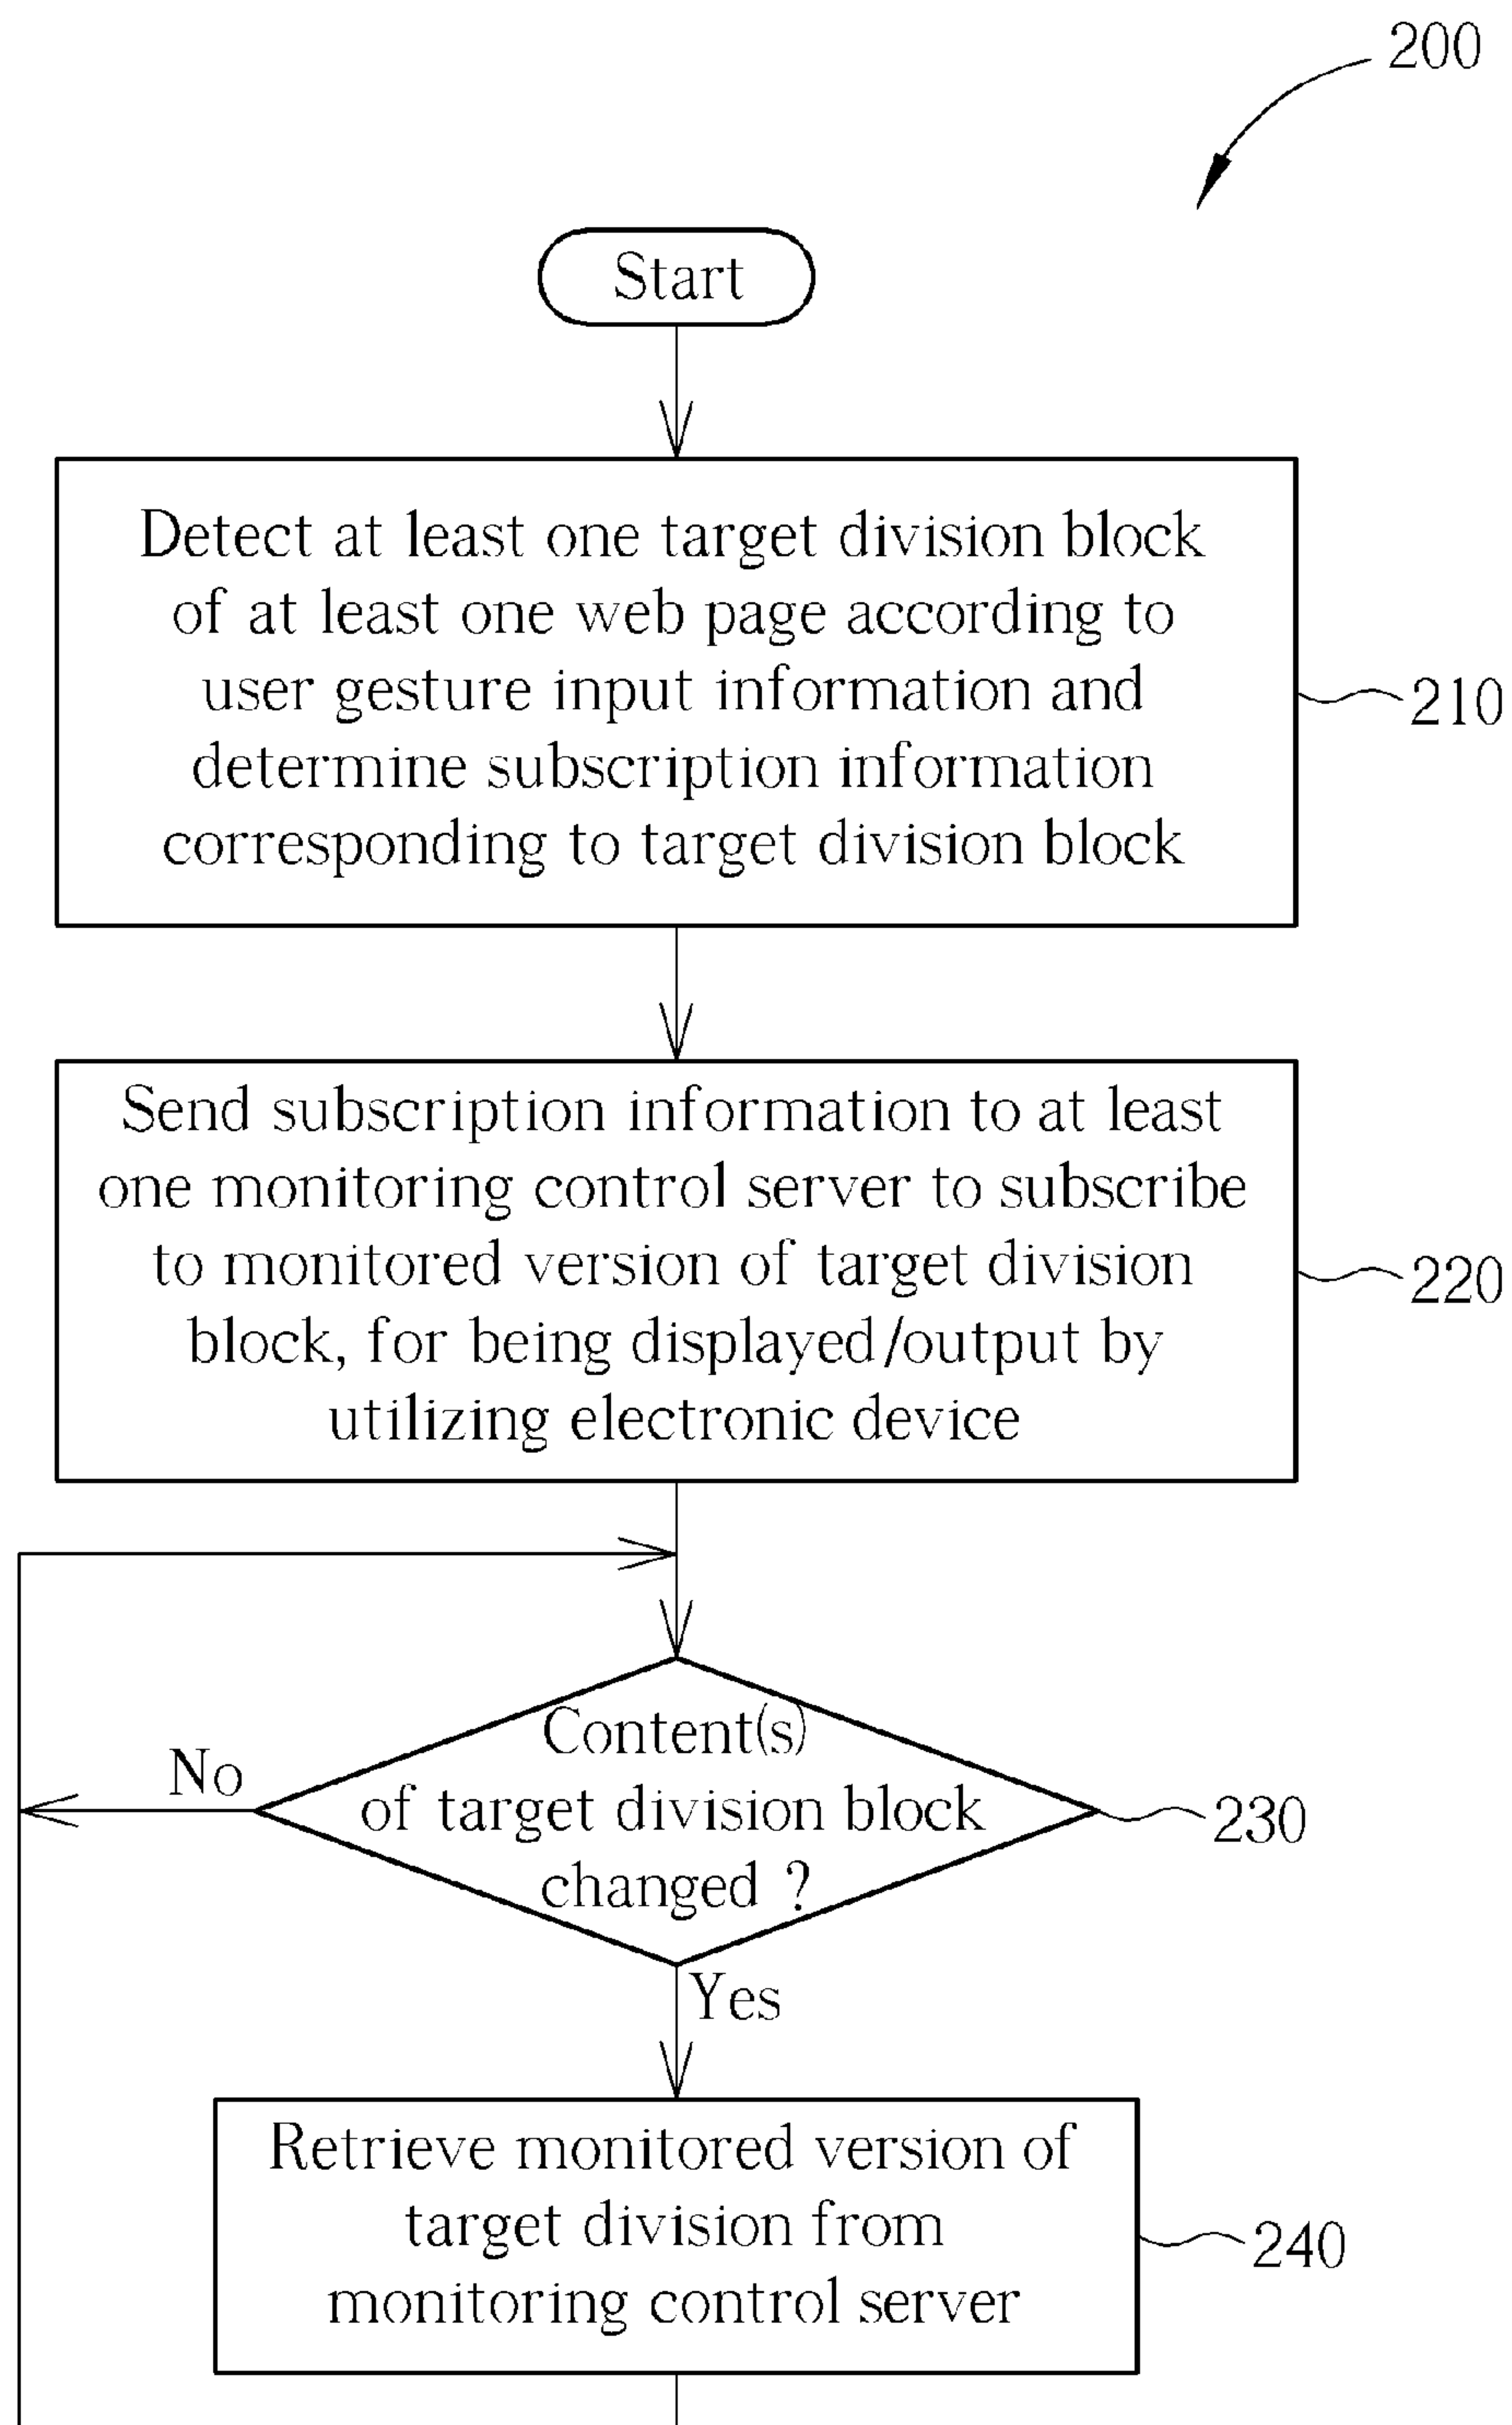 200
Start
Detect at least one target division block
of at least one web page according to
user gesture input information and
determine subscription information
corresponding to target division block
210
Send subscription information to at least
one monitoring control server to subscribe
to monitored version of target division
block, for being displayed/output by
utilizing electronic device
220
Content(s)
of target division block
changed ?
No
230
Yes
Retrieve monitored version of
target division from
monitoring control server
240